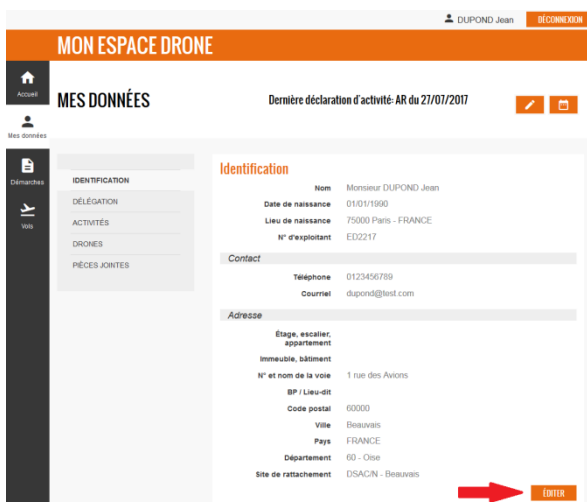 DUPOND Jean DÉCONNEXION
MON ESPACE DRONE
Accueil
MES DONNÉES
Dernière déclaration d'activité: AR du 27/07/2017
Mes données
Démarches
Vols
IDENTIFICATION
DÉLÉGATION
ACTIVITÉS
DRONES
PIÈCES JOINTES
Identification
Nom Monsieur DUPOND Jean
Date de naissance 01/01/1990
Lieu de naissance 75000 Paris - FRANCE
N° d'exploitant ED2217
Contact
Téléphone 0123456789
Courriel dupond@test.com
Adresse
Étage, escalier,
appartement
Immeuble, bâtiment
N° et nom de la voie 1 rue des Avions
BP / Lieu-dit
Code postal 60000
Ville Beauvais
Pays FRANCE
Département 60 - Oise
Site de rattachement DSAC/N - Beauvais
ÉDITER